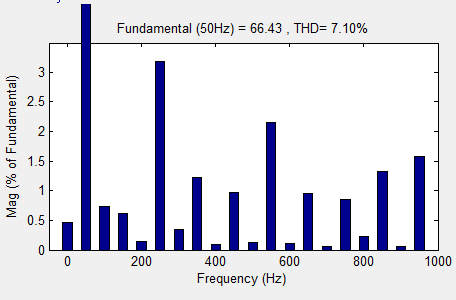 Fundamental (50Hz) = 66.43 , THD= 7.10%
Mag (% of Fundamental)
3
2.5
2
1.5
1
0.5
0
0 200 400 600 800 1000
Frequency (Hz)